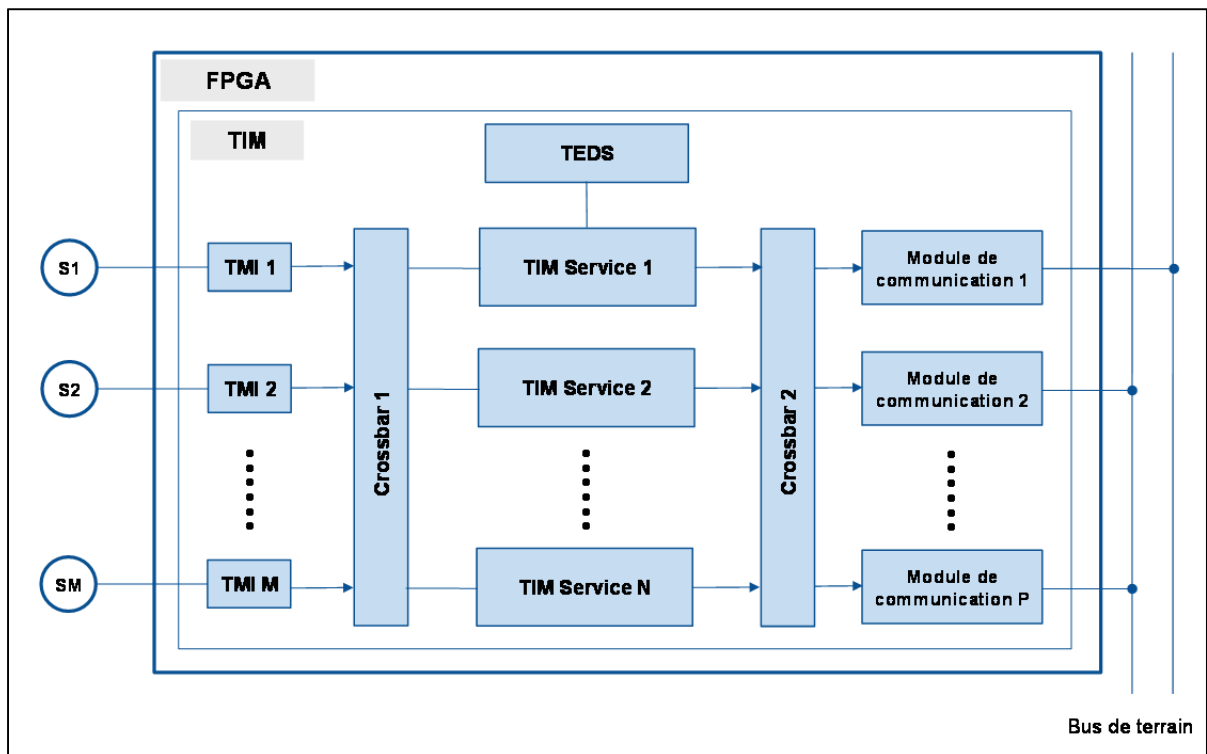 FPGA
TIM
TEDS
S1
TMI 1
Crossbar 1
TIM Service 1
Crossbar 2
Module de
communication 1
S2
TMI 2
TIM Service 2
Module de
communication 2
SM
TMI M
TIM Service N
Module de
communication P
Bus de terrain